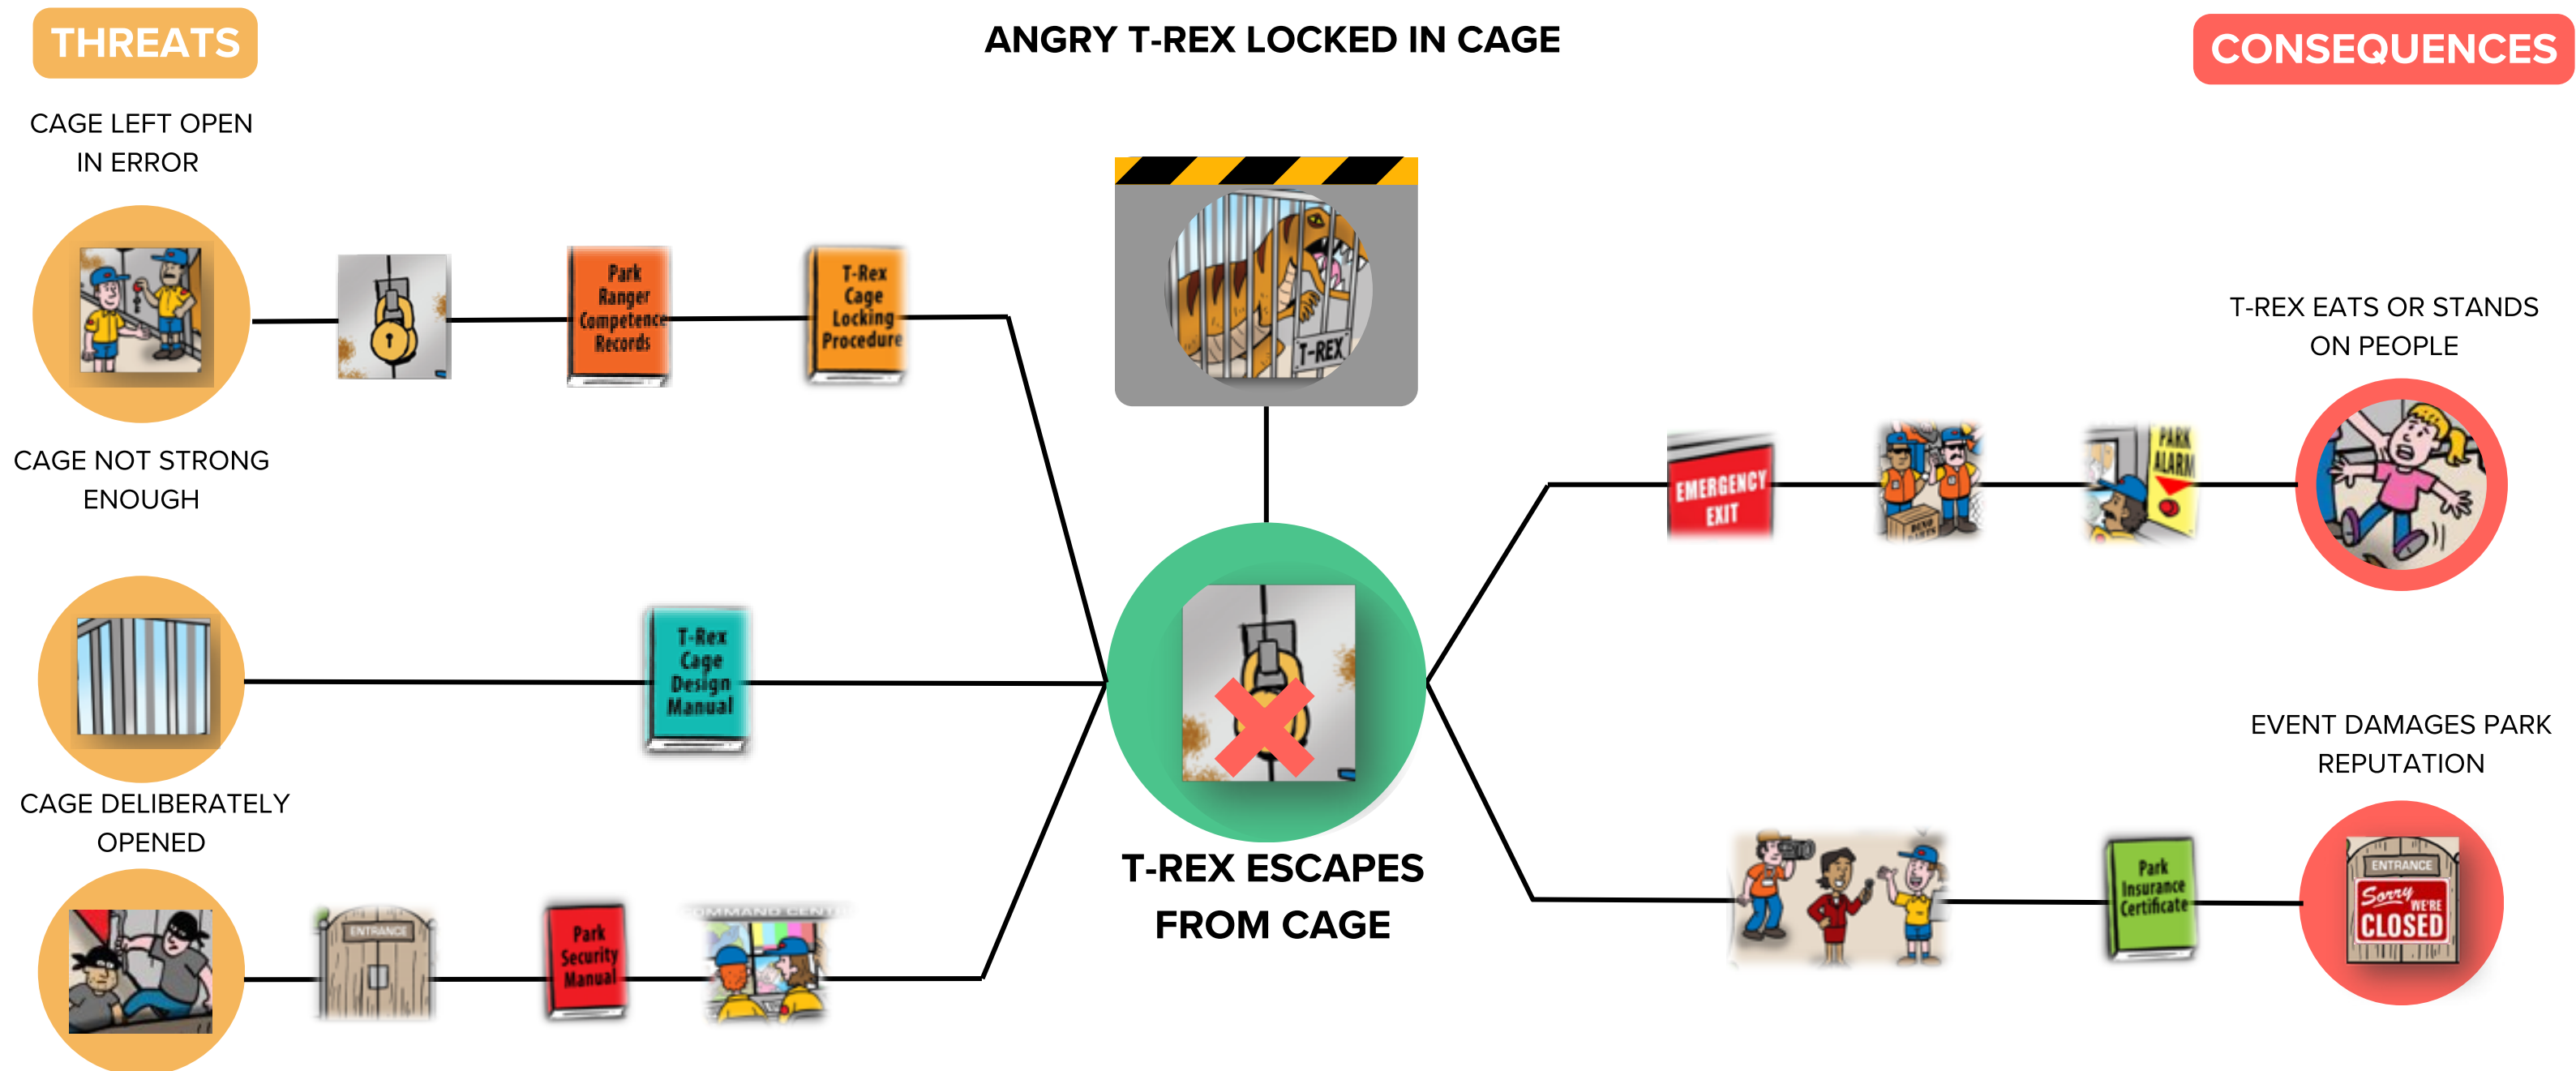 THREATS
ANGRY T-REX LOCKED IN CAGE
CONSEQUENCES
CAGE LEFT OPEN
IN ERROR
Park
Ranger
Competence
Records
T-Rex
Cage
Locking
Procedure
T-REX
CAGE NOT STRONG
ENOUGH
T-Rex
Cage
Design
Manual
CAGE DELIBERATELY
OPENED
ENTRANCE
Park
Security
Manual
COMMAND CENT
T-REX ESCAPES
FROM CAGE
T-REX EATS OR STANDS
ON PEOPLE
EMERGENCY
EXIT
PARK
ALARM
EVENT DAMAGES PARK
REPUTATION
Park
Insurance
Certificate
ENTRANCE
Sorry
WE'RE
CLOSED